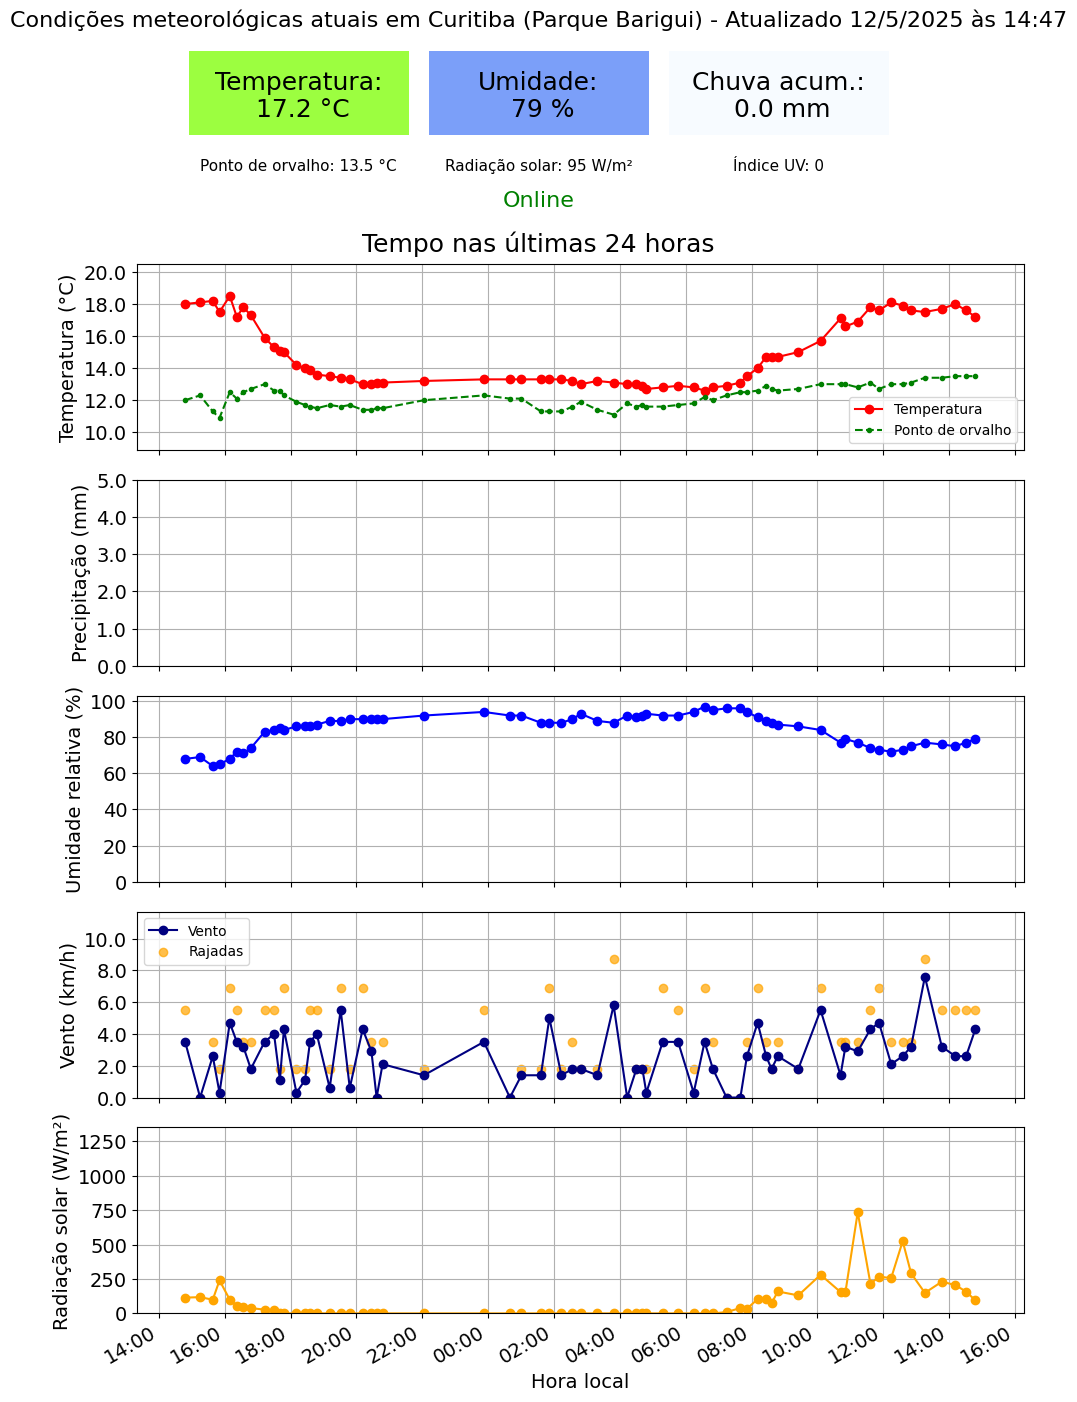 Condições meteorológicas atuais em Curitiba (Parque Barigui) - Atualizado 12/5/2025 às 14:47
Temperatura:
17.2 °C
Umidade:
79 %
Chuva acum.:
0.0 mm
Ponto de orvalho: 13.5 °C
Radiação solar: 95 W/m²
Índice UV: 0
Online
Tempo nas últimas 24 horas
Temperatura (°C)
20.0
18.0
16.0
14.0
12.0
10.0
Temperatura
Ponto de orvalho
Precipitação (mm)
5.0
4.0
3.0
2.0
1.0
0.0
Umidade relativa (%)
100
80
60
40
20
0
Vento (km/h)
10.0
8.0
6.0
4.0
2.0
0.0
Vento
Rajadas
Radiação solar (W/m²)
1250
1000
750
500
250
0
14:00
16:00
18:00
20:00
22:00
00:00
02:00
04:00
06:00
08:00
10:00
12:00
14:00
16:00
Hora local